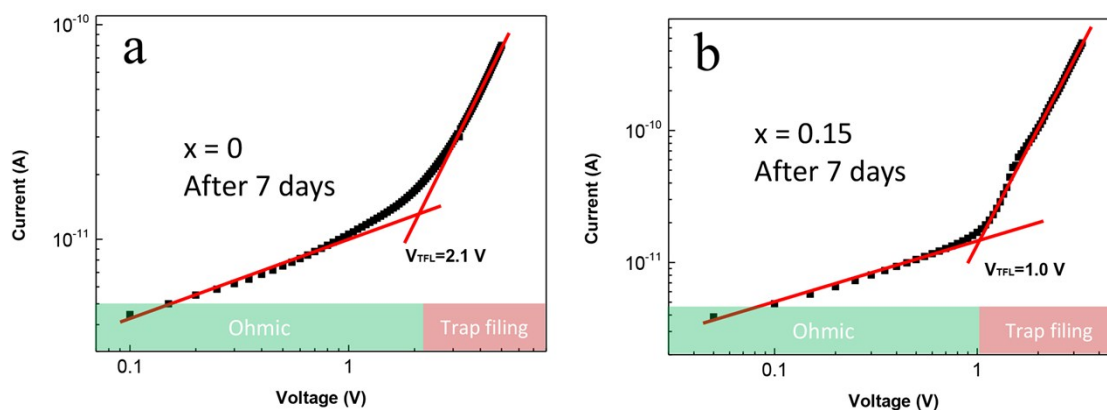 a
x = 0
After 7 days
V_TFL=2.1 V
Ohmic
Trap filing
10⁻¹⁰
10⁻¹¹
Current (A)
0.1
1
Voltage (V)
b
x = 0.15
After 7 days
V_TFL=1.0 V
Ohmic
Trap filing
10⁻¹⁰
10⁻¹¹
Current (A)
0.1
1
Voltage (V)